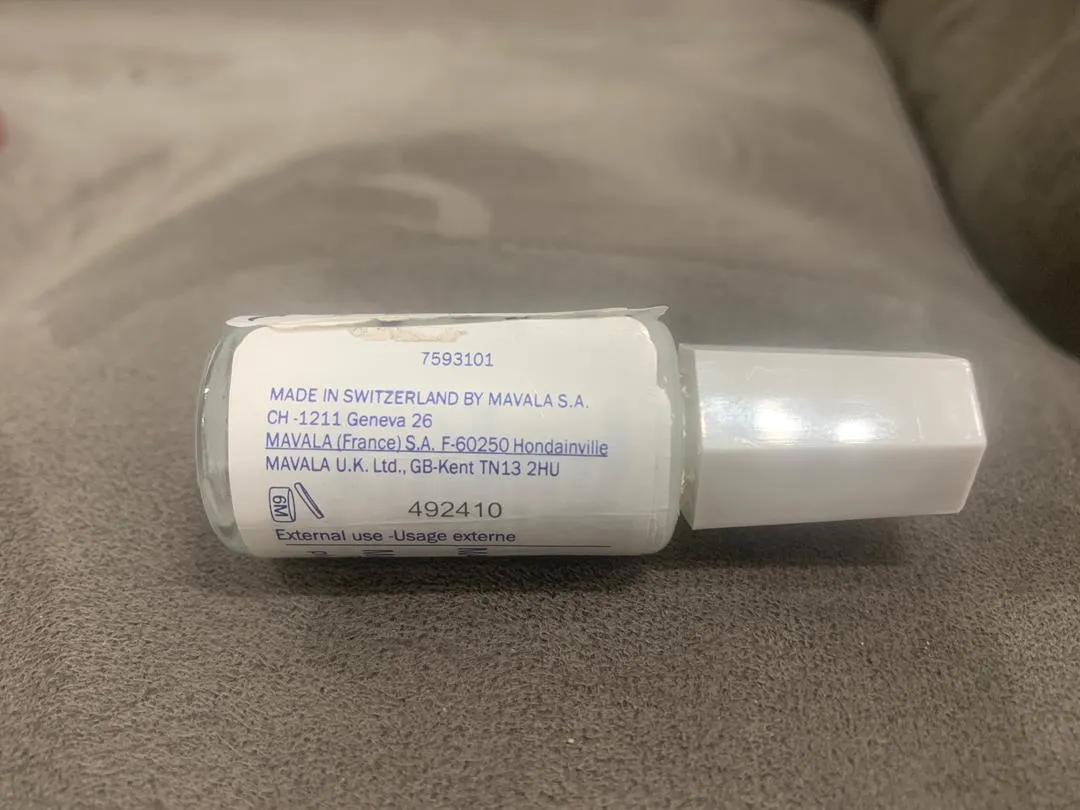 7593101
MADE IN SWITZERLAND BY MAVALA S.A.
CH -1211 Geneva 26
MAVALA (France) S.A. F-60250 Hondainville
MAVALA U.K. Ltd., GB-Kent TN13 2HU
6M
492410
External use -Usage externe